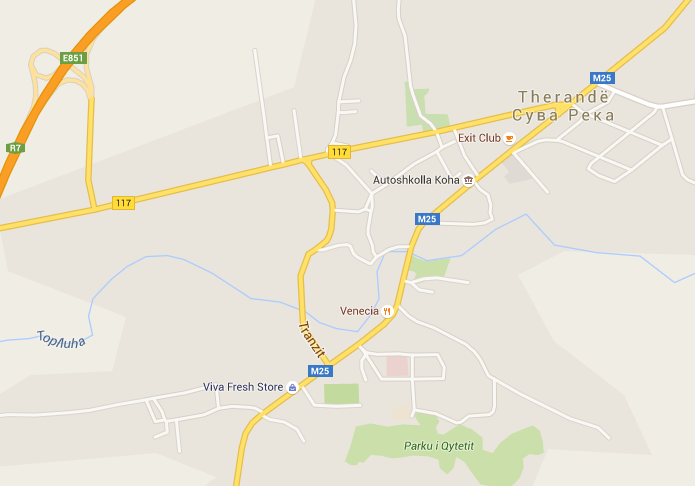 E851
M25
Therandë
Сува Река
Exit Club
R7
117
Autoshkolla Koha
117
M25
Venecia
Топлуha
Tranzit
M25
Viva Fresh Store
Parku i Qytetit